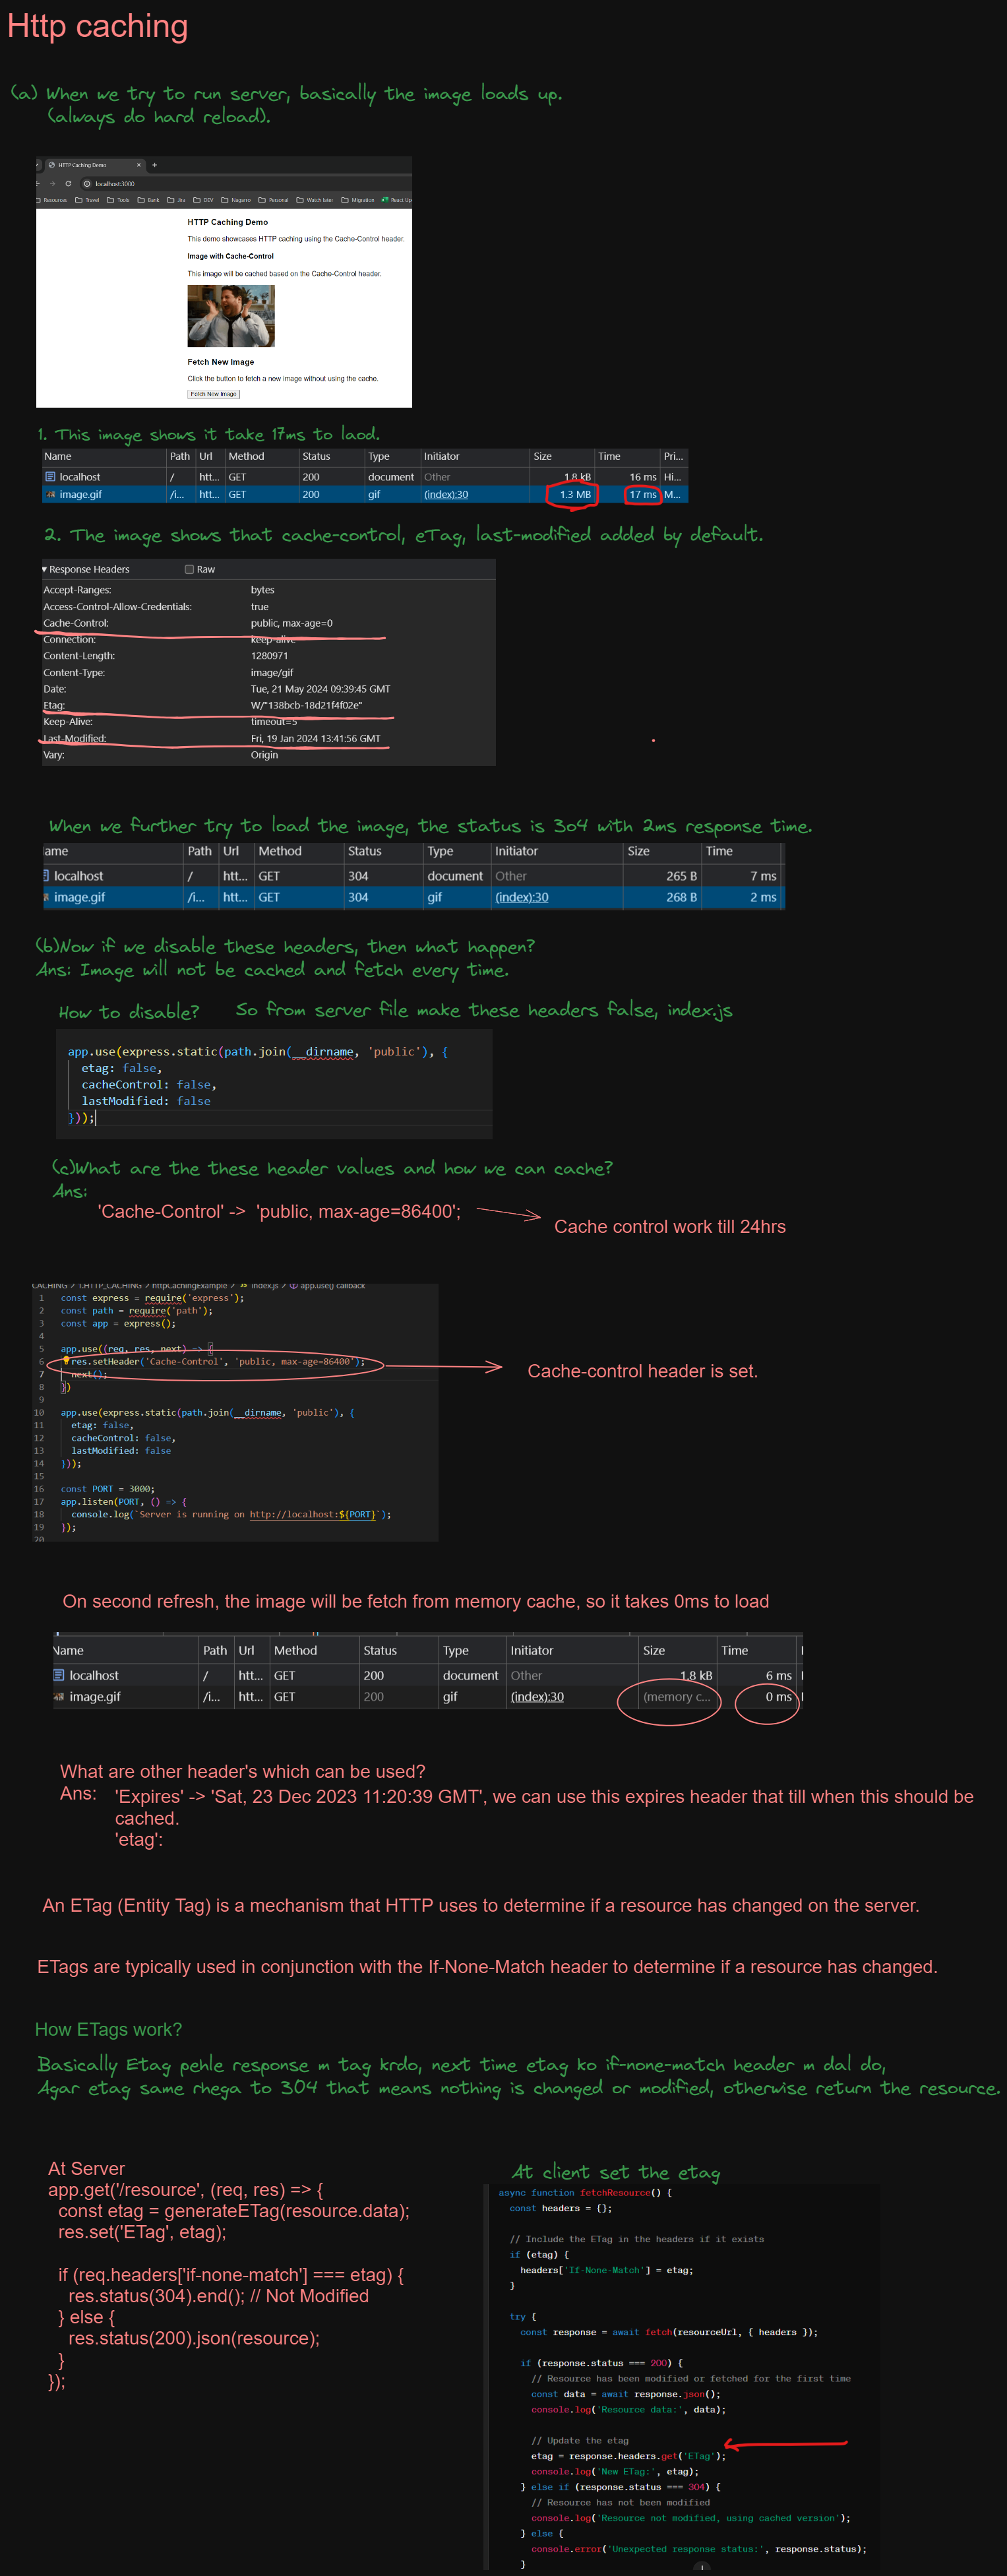 Http caching
(a) When we try to run server, basically the image loads up.
(always do hard reload).
HTTP Caching Demo
localhost:3000
Resources Travel Tools Bank Jira DEV Nagarro Personal Watch later Migration React Up
HTTP Caching Demo
This demo showcases HTTP caching using the Cache-Control header.
Image with Cache-Control
This image will be cached based on the Cache-Control header.
Fetch New Image
Click the button to fetch a new image without using the cache.
Fetch New Image
1. This image shows it take 17ms to laod.
Name Path Url Method Status Type Initiator Size Time Pri...
localhost / htt... GET 200 document Other 1.8 kB 16 ms Hi...
image.gif /i... htt... GET 200 gif (index):30 1.3 MB 17 ms M...
2. The image shows that cache-control, eTag, last-modified added by default.
▼ Response Headers Raw
Accept-Ranges: bytes
Access-Control-Allow-Credentials: true
Cache-Control: public, max-age=0
Connection: keep-alive
Content-Length: 1280971
Content-Type: image/gif
Date: Tue, 21 May 2024 09:39:45 GMT
Etag: W/"138bcb-18d21f4f02e"
Keep-Alive: timeout=5
Last-Modified: Fri, 19 Jan 2024 13:41:56 GMT
Vary: Origin
When we further try to load the image, the status is 304 with 2ms response time.
ame Path Url Method Status Type Initiator Size Time
localhost / htt... GET 304 document Other 265 B 7 ms
image.gif /i... htt... GET 304 gif (index):30 268 B 2 ms
(b)Now if we disable these headers, then what happen?
Ans: Image will not be cached and fetch every time.
How to disable? So from server file make these headers false, index.js
app.use(express.static(path.join(__dirname, 'public'), {
etag: false,
cacheControl: false,
lastModified: false
}));
(c)What are the these header values and how we can cache?
Ans:
'Cache-Control' -> 'public, max-age=86400';
Cache control work till 24hrs
CACHING > 1.HTTP_CACHING > httpCachingExample > JS index.js > app.use() callback
1 const express = require('express');
2 const path = require('path');
3 const app = express();
4
5 app.use((req, res, next) => {
6 res.setHeader('Cache-Control', 'public, max-age=86400');
7 next();
8 })
9
10 app.use(express.static(path.join(__dirname, 'public'), {
11 etag: false,
12 cacheControl: false,
13 lastModified: false
14 }));
15
16 const PORT = 3000;
17 app.listen(PORT, () => {
18 console.log(`Server is running on http://localhost:${PORT}`);
19 });
20
Cache-control header is set.
On second refresh, the image will be fetch from memory cache, so it takes 0ms to load
Name Path Url Method Status Type Initiator Size Time
localhost / htt... GET 200 document Other 1.8 kB 6 ms
image.gif /i... htt... GET 200 gif (index):30 (memory c... 0 ms
What are other header's which can be used?
Ans: 'Expires' -> 'Sat, 23 Dec 2023 11:20:39 GMT', we can use this expires header that till when this should be
cached.
'etag':
An ETag (Entity Tag) is a mechanism that HTTP uses to determine if a resource has changed on the server.
ETags are typically used in conjunction with the If-None-Match header to determine if a resource has changed.
How ETags work?
Basically Etag pehle response m tag krdo, next time etag ko if-none-match header m dal do,
Agar etag same rhega to 304 that means nothing is changed or modified, otherwise return the resource.
At Server
app.get('/resource', (req, res) => {
const etag = generateETag(resource.data);
res.set('ETag', etag);
if (req.headers['if-none-match'] === etag) {
res.status(304).end(); // Not Modified
} else {
res.status(200).json(resource);
}
});
At client set the etag
async function fetchResource() {
const headers = {};
// Include the ETag in the headers if it exists
if (etag) {
headers['If-None-Match'] = etag;
}
try {
const response = await fetch(resourceUrl, { headers });
if (response.status === 200) {
// Resource has been modified or fetched for the first time
const data = await response.json();
console.log('Resource data:', data);
// Update the etag
etag = response.headers.get('ETag');
console.log('New ETag:', etag);
} else if (response.status === 304) {
// Resource has not been modified
console.log('Resource not modified, using cached version');
} else {
console.error('Unexpected response status:', response.status);
}